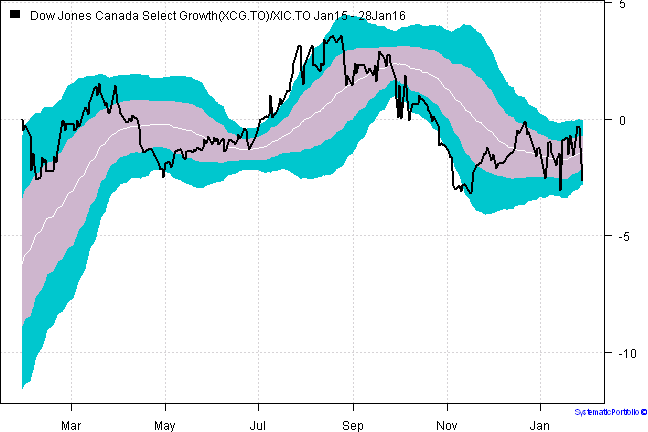 Dow Jones Canada Select Growth(XCG.TO)/XIC.TO Jan15 - 28Jan16
5
0
-5
-10
Mar May Jul Sep Nov Jan
SystematicPortfolio ©